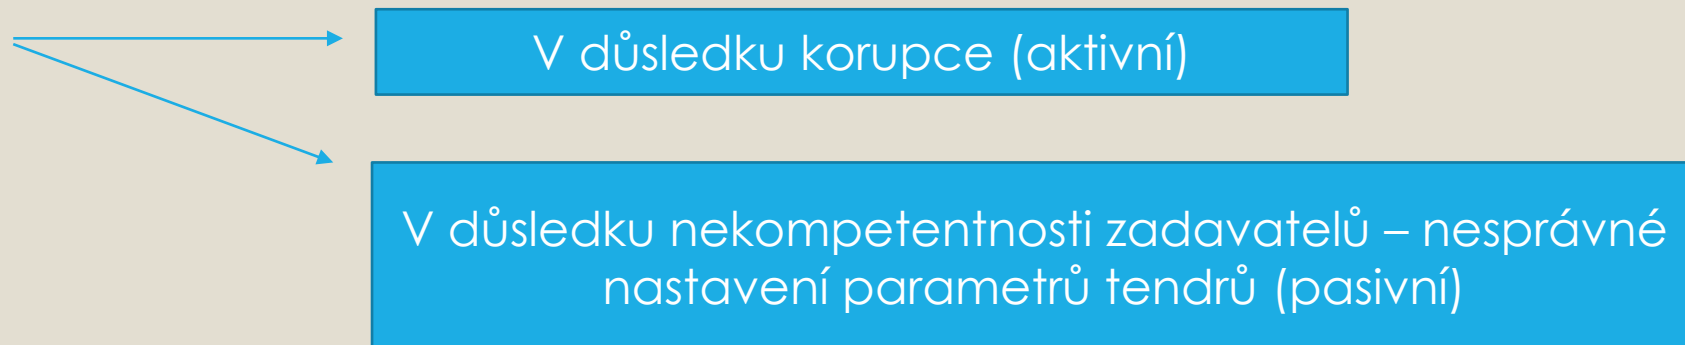 V důsledku korupce (aktivní)
V důsledku nekompetentnosti zadavatelů – nesprávné
nastavení parametrů tendrů (pasivní)